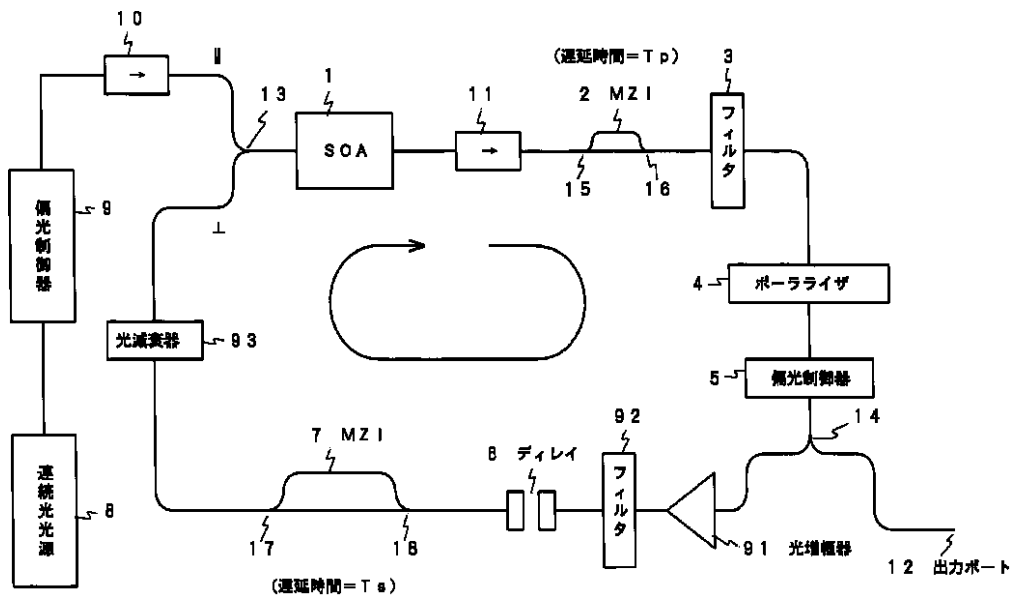 10
∥
(遅延時間=Tp)
3
1
13
11
2 MZI
フィルタ
→
SOA
→
15
16
9
偏光制御器
⊥
4
ポーラライザ
光減衰器
93
5
偏光制御器
92
14
7 MZI
6 ディレイ
フィルタ
連続光光源
8
17
18
91 光増幅器
12 出力ポート
(遅延時間=Ts)